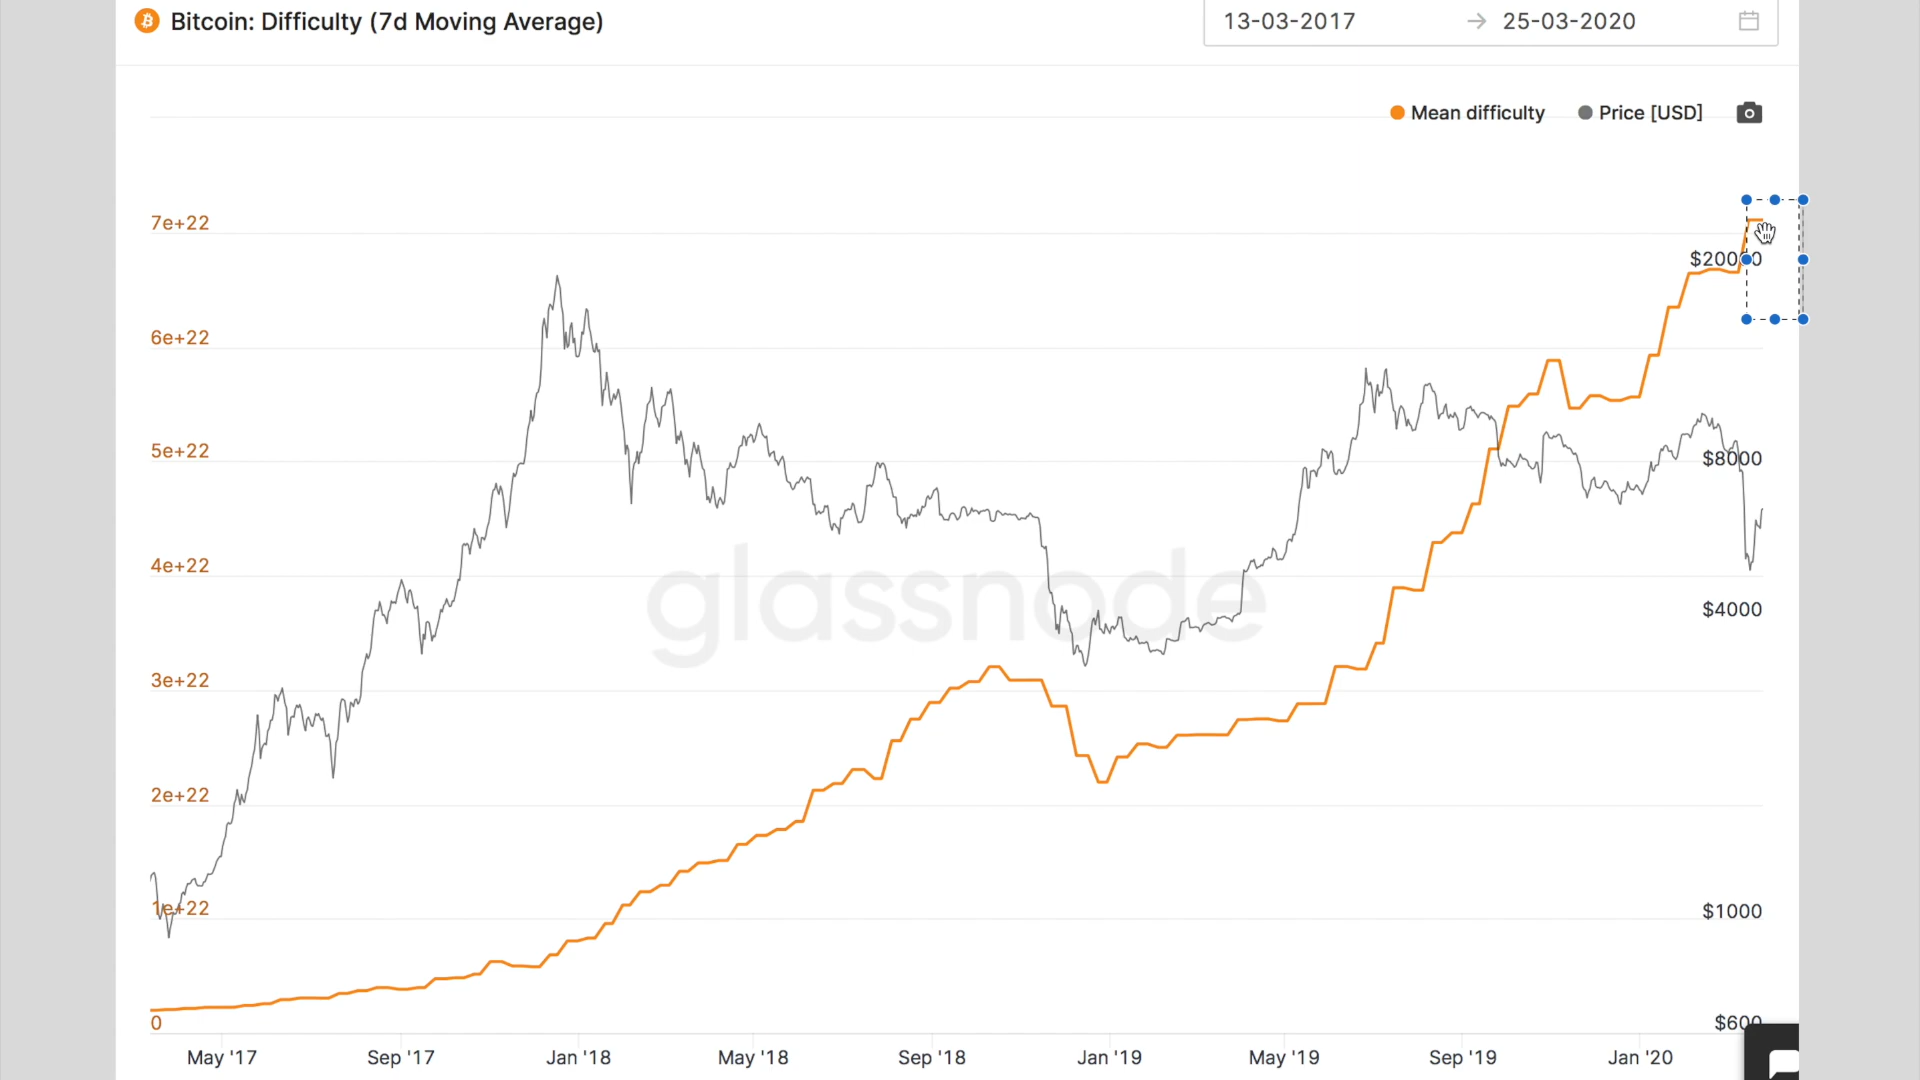 Bitcoin: Difficulty (7d Moving Average)
13-03-2017 → 25-03-2020
Mean difficulty Price [USD]
7e+22
$20000
6e+22
5e+22
$8000
4e+22
$4000
3e+22
2e+22
1e+22
$1000
0
$600
glassnode
May '17 Sep '17 Jan '18 May '18 Sep '18 Jan '19 May '19 Sep '19 Jan '20